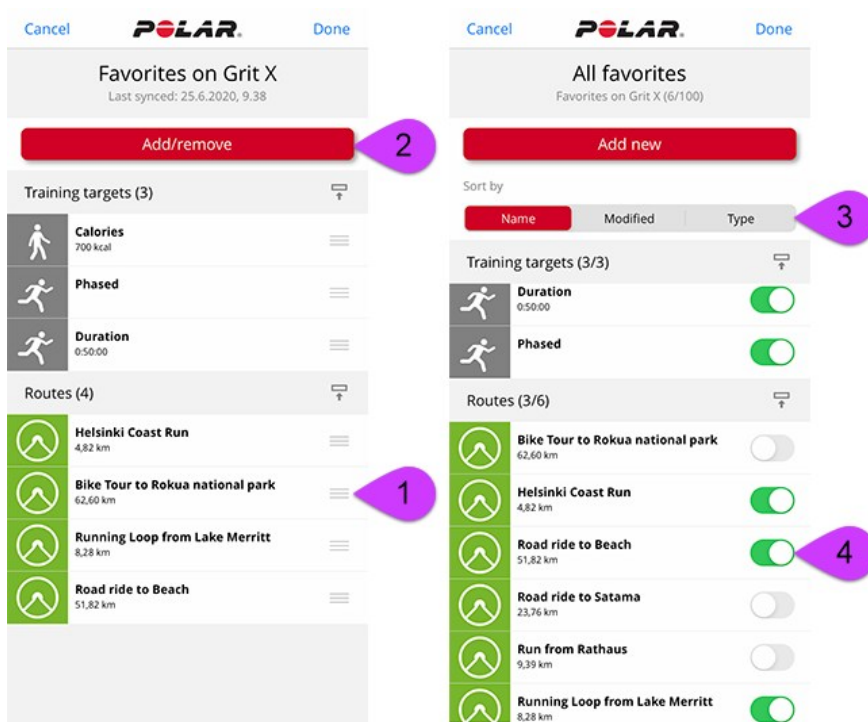 Cancel
POLAR.
Done
Favorites on Grit X
Last synced: 25.6.2020, 9.38
Add/remove
2
Training targets (3)
Calories
700 kcal
Phased
Duration
0:50:00
Routes (4)
Helsinki Coast Run
4,82 km
Bike Tour to Rokua national park
62,60 km
1
Running Loop from Lake Merritt
8,28 km
Road ride to Beach
51,82 km
Cancel
POLAR.
Done
All favorites
Favorites on Grit X (6/100)
Add new
Sort by
Name Modified Type
3
Training targets (3/3)
Duration
0:50:00
Phased
Routes (3/6)
Bike Tour to Rokua national park
62,60 km
Helsinki Coast Run
4,82 km
Road ride to Beach
51,82 km
4
Road ride to Satama
23,76 km
Run from Rathaus
9,39 km
Running Loop from Lake Merritt
8,28 km